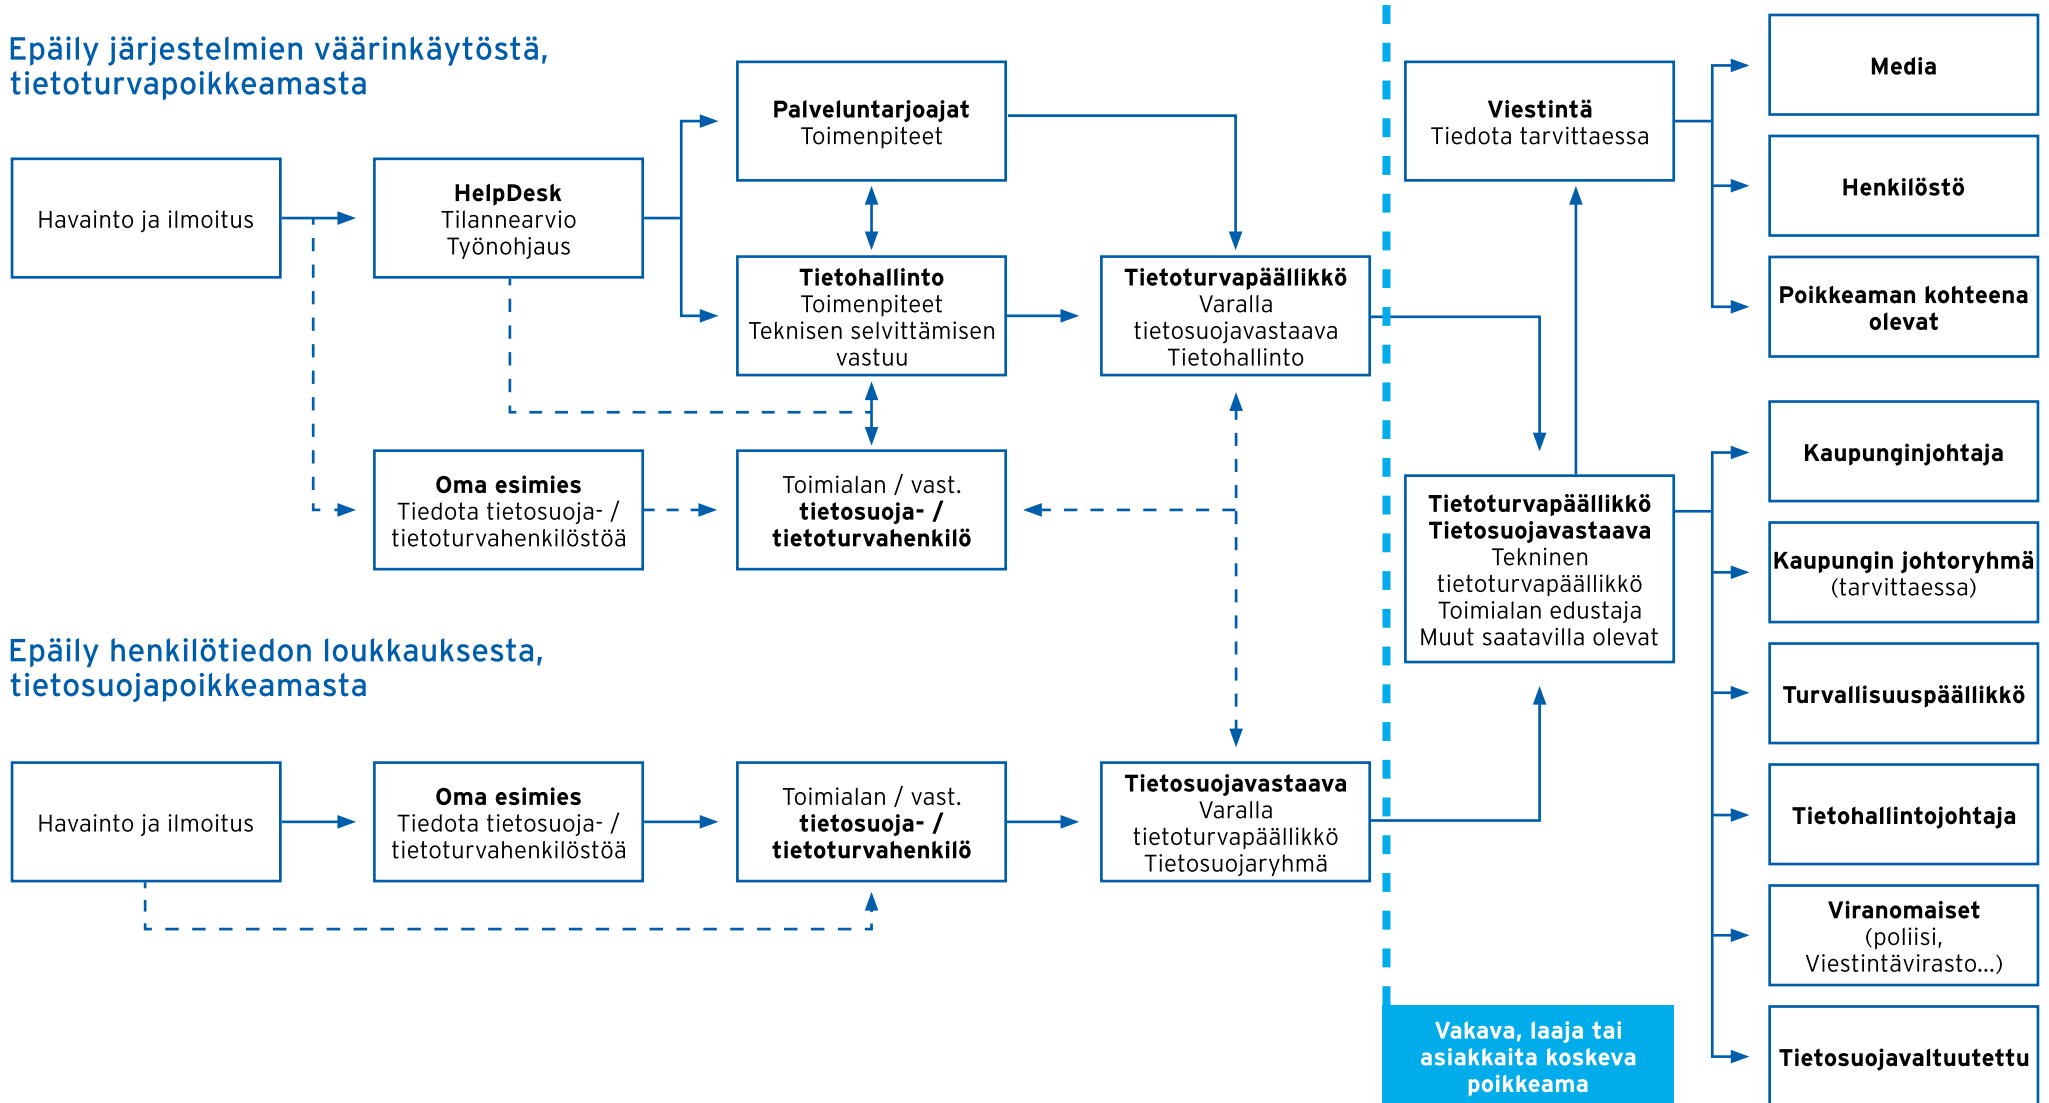 Epäily järjestelmien väärinkäytöstä,
tietoturvapoikkeamasta
Havainto ja ilmoitus
HelpDesk
Tilannearvio
Työnohjaus
Palveluntarjoajat
Toimenpiteet
Tietohallinto
Toimenpiteet
Teknisen selvittämisen
vastuu
Tietoturvapäällikkö
Varalla
tietosuojavastaava
Tietohallinto
Oma esimies
Tiedota tietosuoja- /
tietoturvahenkilöstöä
Toimialan / vast.
tietosuoja- /
tietoturvahenkilö
Epäily henkilötiedon loukkauksesta,
tietosuojapoikkeamasta
Havainto ja ilmoitus
Oma esimies
Tiedota tietosuoja- /
tietoturvahenkilöstöä
Toimialan / vast.
tietosuoja- /
tietoturvahenkilö
Tietosuojavastaava
Varalla
tietoturvapäällikkö
Tietosuojaryhmä
Viestintä
Tiedota tarvittaessa
Tietoturvapäällikkö
Tietosuojavastaava
Tekninen
tietoturvapäällikkö
Toimialan edustaja
Muut saatavilla olevat
Vakava, laaja tai
asiakkaita koskeva
poikkeama
Media
Henkilöstö
Poikkeaman kohteena
olevat
Kaupunginjohtaja
Kaupungin johtoryhmä
(tarvittaessa)
Turvallisuuspäällikkö
Tietohallintojohtaja
Viranomaiset
(poliisi,
Viestintävirasto...)
Tietosuojavaltuutettu